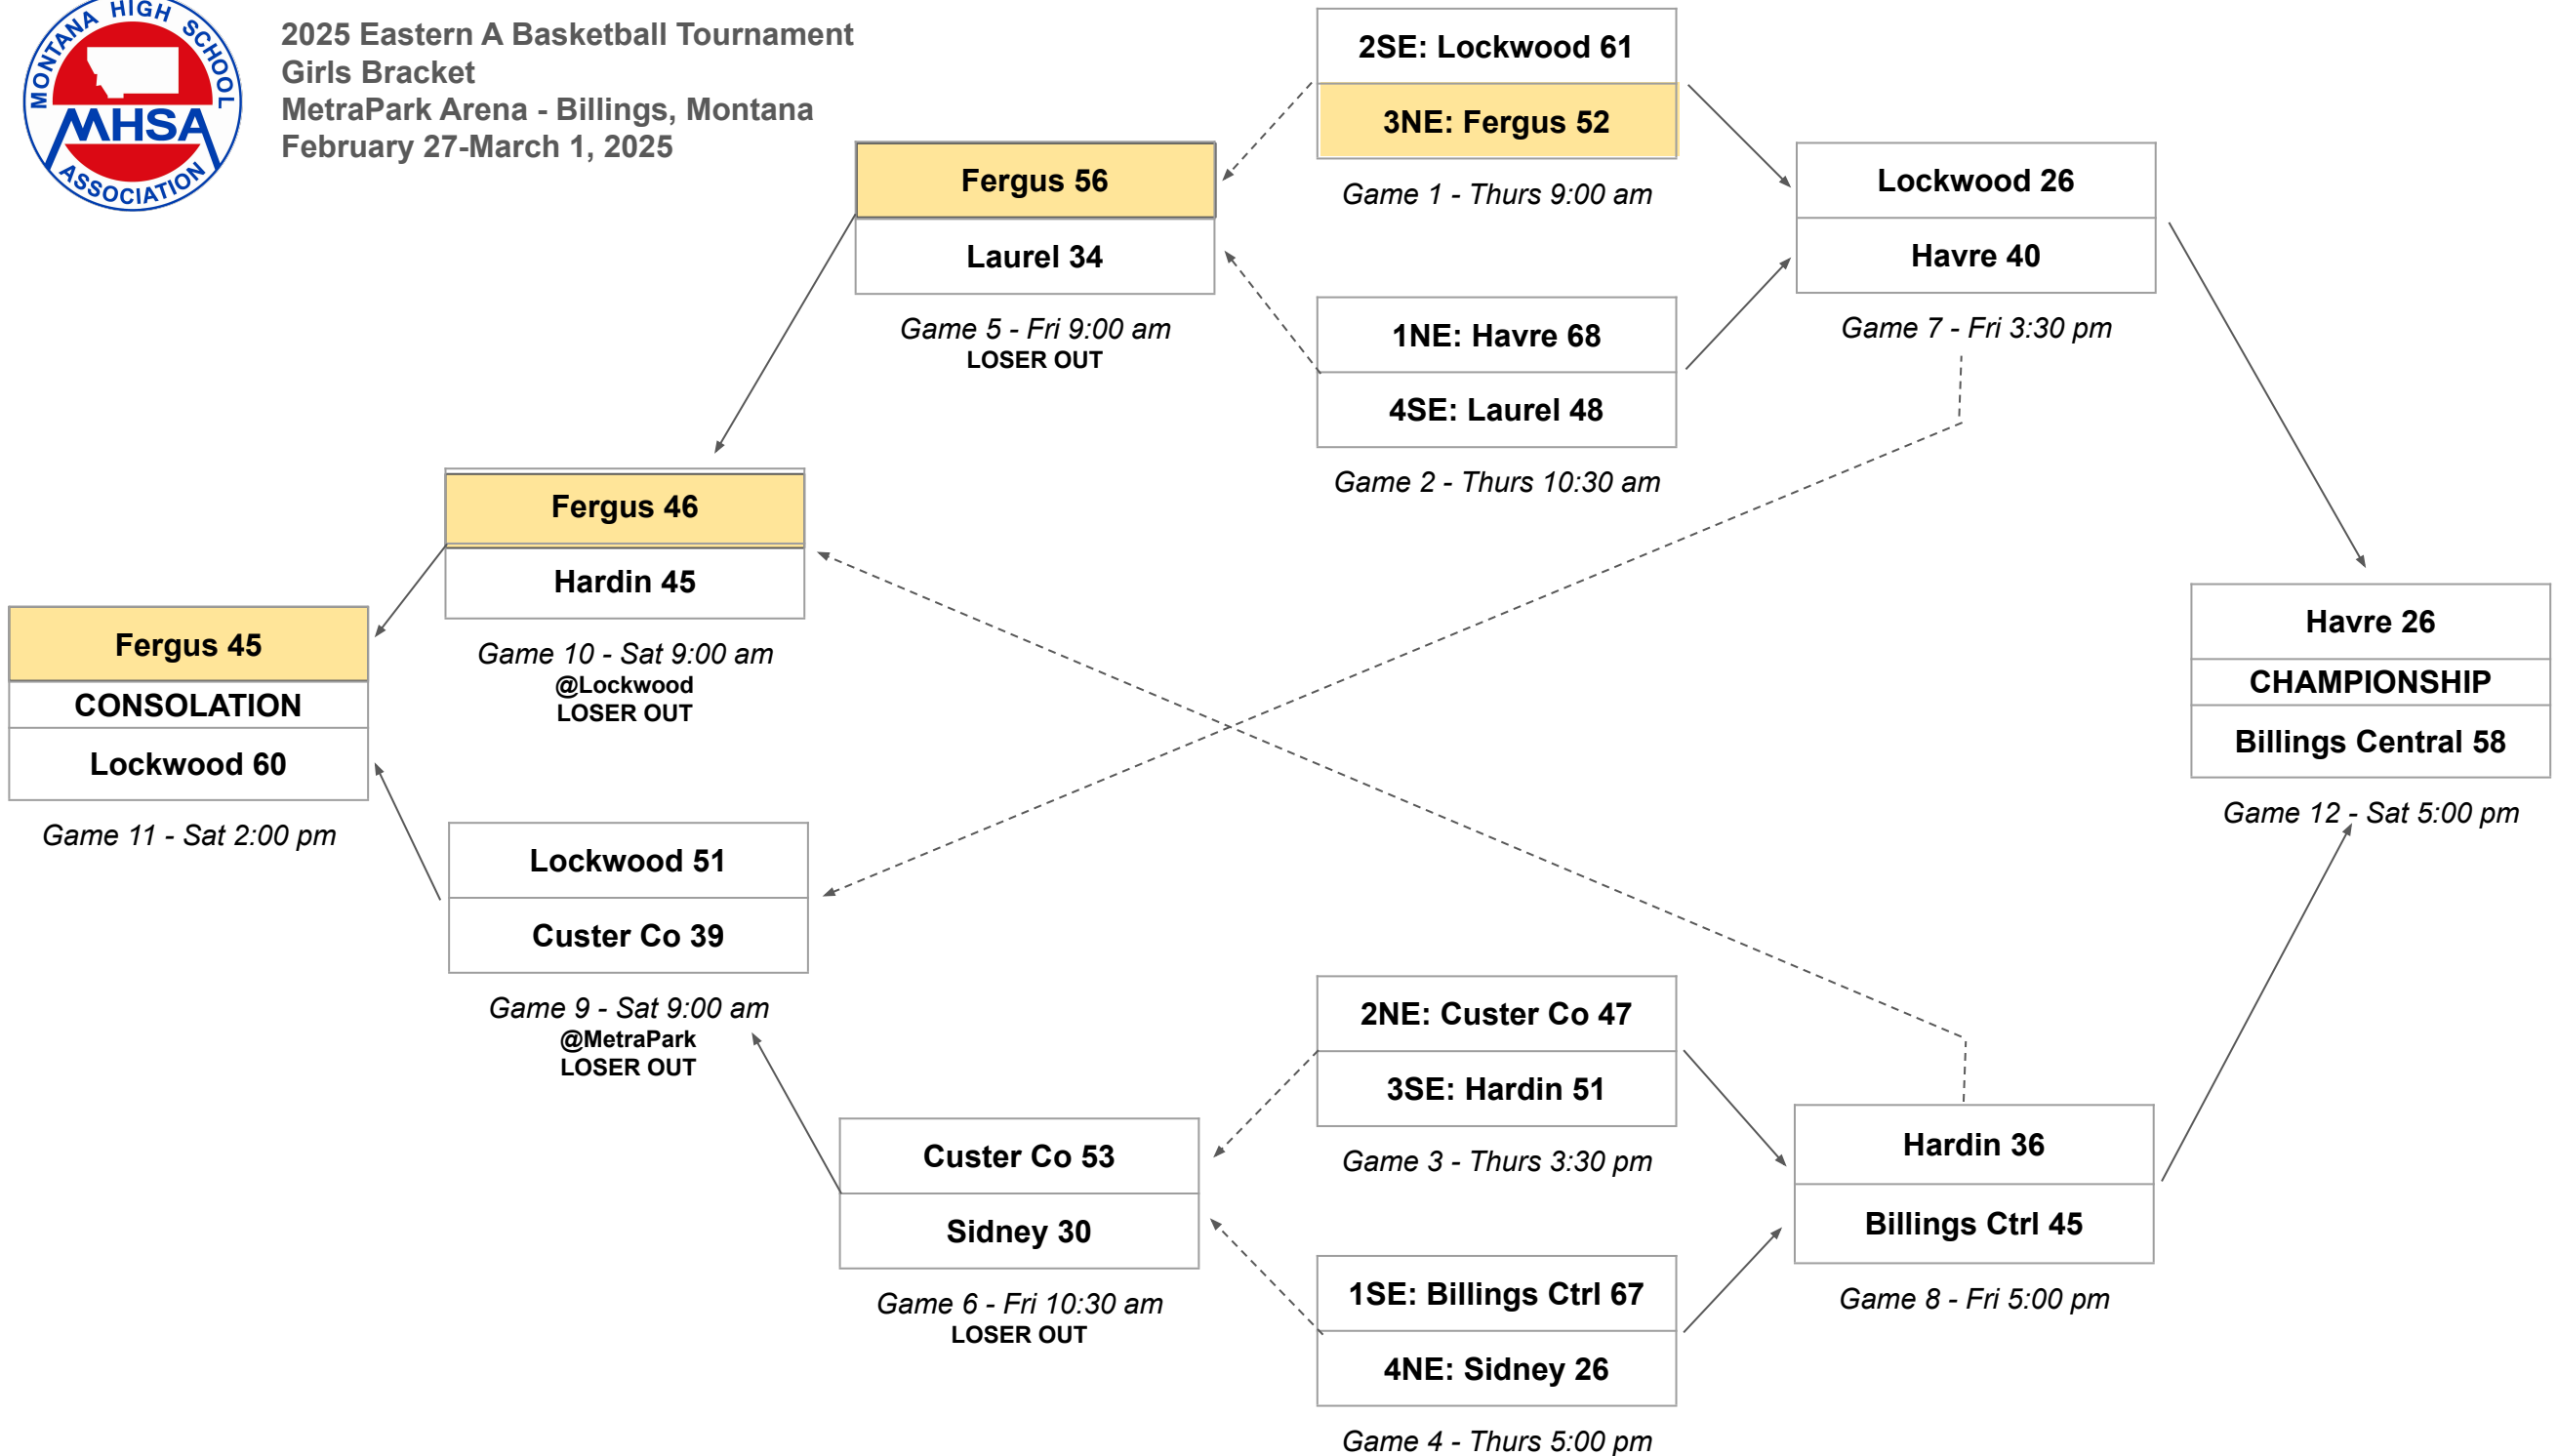 MONTANA HIGH SCHOOL
MHSA
ASSOCIATION
2025 Eastern A Basketball Tournament
Girls Bracket
MetraPark Arena - Billings, Montana
February 27-March 1, 2025
2SE: Lockwood 61
3NE: Fergus 52
Game 1 - Thurs 9:00 am
Fergus 56
Laurel 34
Game 5 - Fri 9:00 am
LOSER OUT
Lockwood 26
Havre 40
Game 7 - Fri 3:30 pm
1NE: Havre 68
4SE: Laurel 48
Game 2 - Thurs 10:30 am
Fergus 46
Hardin 45
Game 10 - Sat 9:00 am
@Lockwood
LOSER OUT
Fergus 45
CONSOLATION
Lockwood 60
Game 11 - Sat 2:00 pm
Havre 26
CHAMPIONSHIP
Billings Central 58
Game 12 - Sat 5:00 pm
Lockwood 51
Custer Co 39
Game 9 - Sat 9:00 am
@MetraPark
LOSER OUT
2NE: Custer Co 47
3SE: Hardin 51
Game 3 - Thurs 3:30 pm
Custer Co 53
Sidney 30
Game 6 - Fri 10:30 am
LOSER OUT
Hardin 36
Billings Ctrl 45
Game 8 - Fri 5:00 pm
1SE: Billings Ctrl 67
4NE: Sidney 26
Game 4 - Thurs 5:00 pm